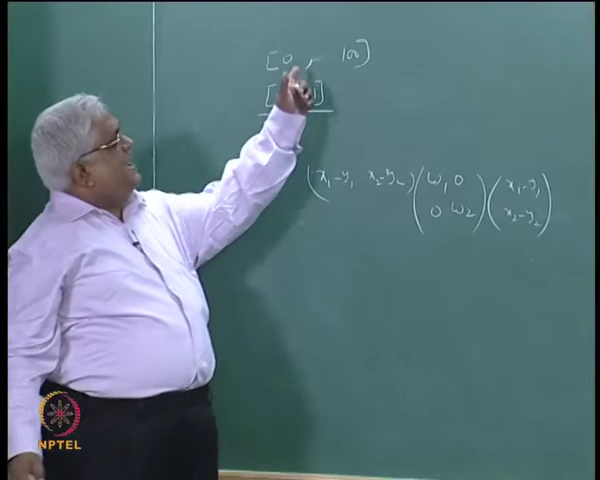 [0, 100]
(x₁-y₁ x₂-y₂) (ω₁ 0) (x₁-y₁)
(0 ω₂) (x₂-y₂)
NPTEL